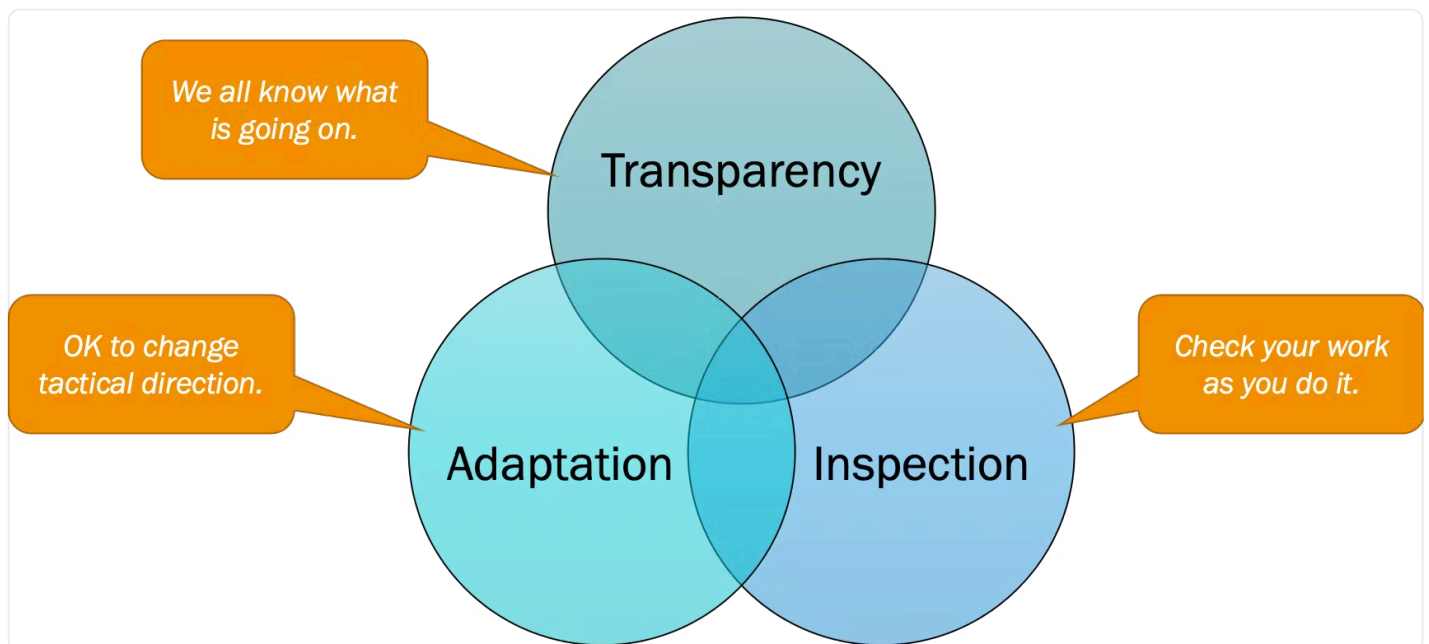 We all know what
is going on.
Transparency
OK to change
tactical direction.
Check your work
as you do it.
Adaptation
Inspection